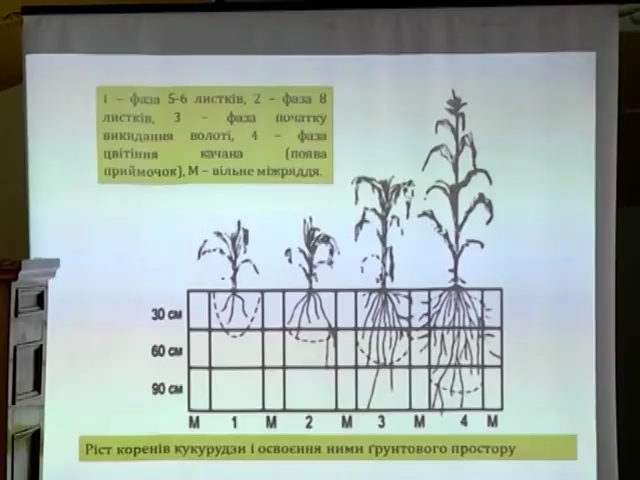 1 – фаза 5-6 листків, 2 – фаза 8
листків, 3 – фаза початку
викидання волоті, 4 – фаза
цвітіння качана (поява
приймочок), М – вільне міжряддя.
30 см
60 см
90 см
М 1 М 2 М 3 М 4 М
Ріст коренів кукурудзи і освоєння ними ґрунтового простору